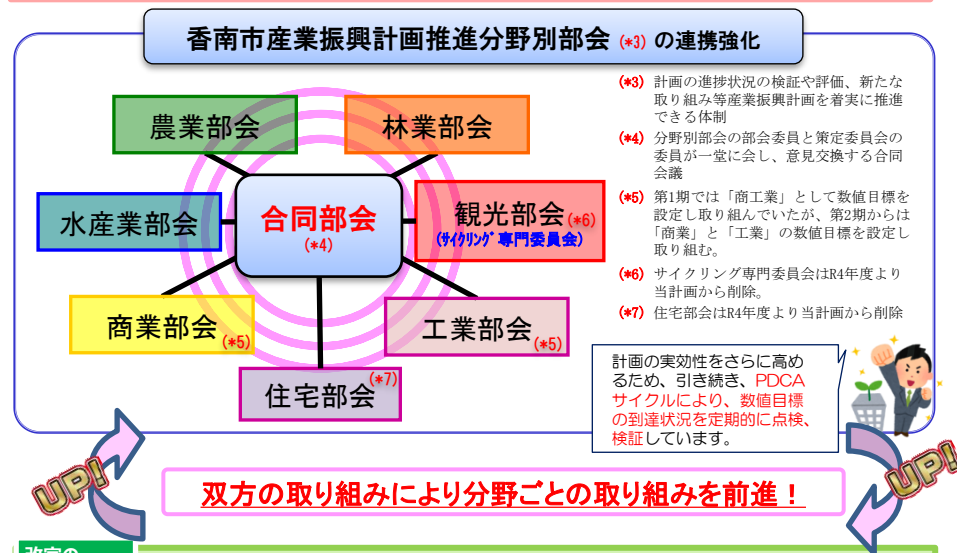 香南市産業振興計画推進分野別部会 (*3) の連携強化
農業部会
林業部会
水産業部会
合同部会
(*4)
観光部会(*6)
(ｻｲｸﾘﾝｸﾞ専門委員会)
商業部会(*5)
工業部会(*5)
住宅部会(*7)
(*3) 計画の進捗状況の検証や評価、新たな
取り組み等産業振興計画を着実に推進
できる体制
(*4) 分野別部会の部会委員と策定委員会の
委員が一堂に会し、意見交換する合同
会議
(*5) 第1期では「商工業」として数値目標を
設定し取り組んでいたが、第2期からは
「商業」と「工業」の数値目標を設定し
取り組む。
(*6) サイクリング専門委員会はR4年度より
当計画から削除。
(*7) 住宅部会はR4年度より当計画から削除
計画の実効性をさらに高め
るため、引き続き、PDCA
サイクルにより、数値目標
の到達状況を定期的に点検、
検証しています。
UP!
UP!
双方の取り組みにより分野ごとの取り組みを前進！